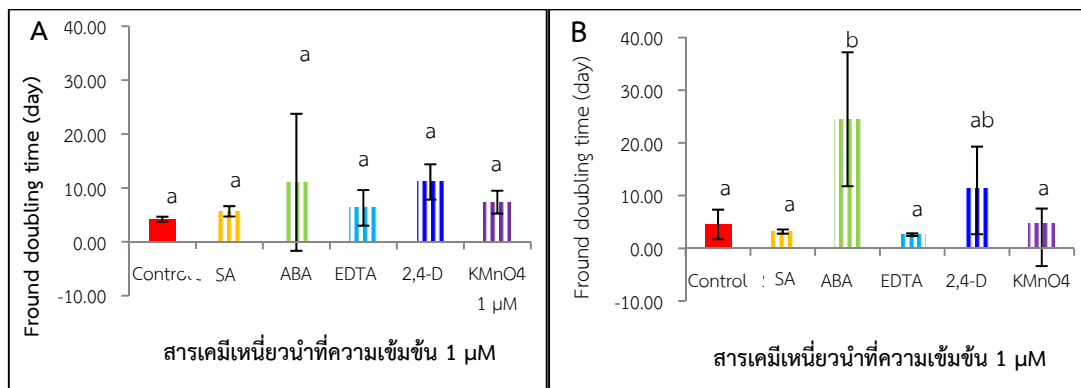 A
Fround doubling time (day)
40.00
30.00
20.00
10.00
0.00
-10.00
a
a
a
a
a
a
Control
SA
ABA
EDTA
2,4-D
KMnO4
1 µM
สารเคมีเหนี่ยวนำที่ความเข้มข้น 1 µM
B
Fround doubling time (day)
40.00
30.00
20.00
10.00
0.00
-10.00
a
a
b
a
ab
a
Control
SA
ABA
EDTA
2,4-D
KMnO4
สารเคมีเหนี่ยวนำที่ความเข้มข้น 1 µM